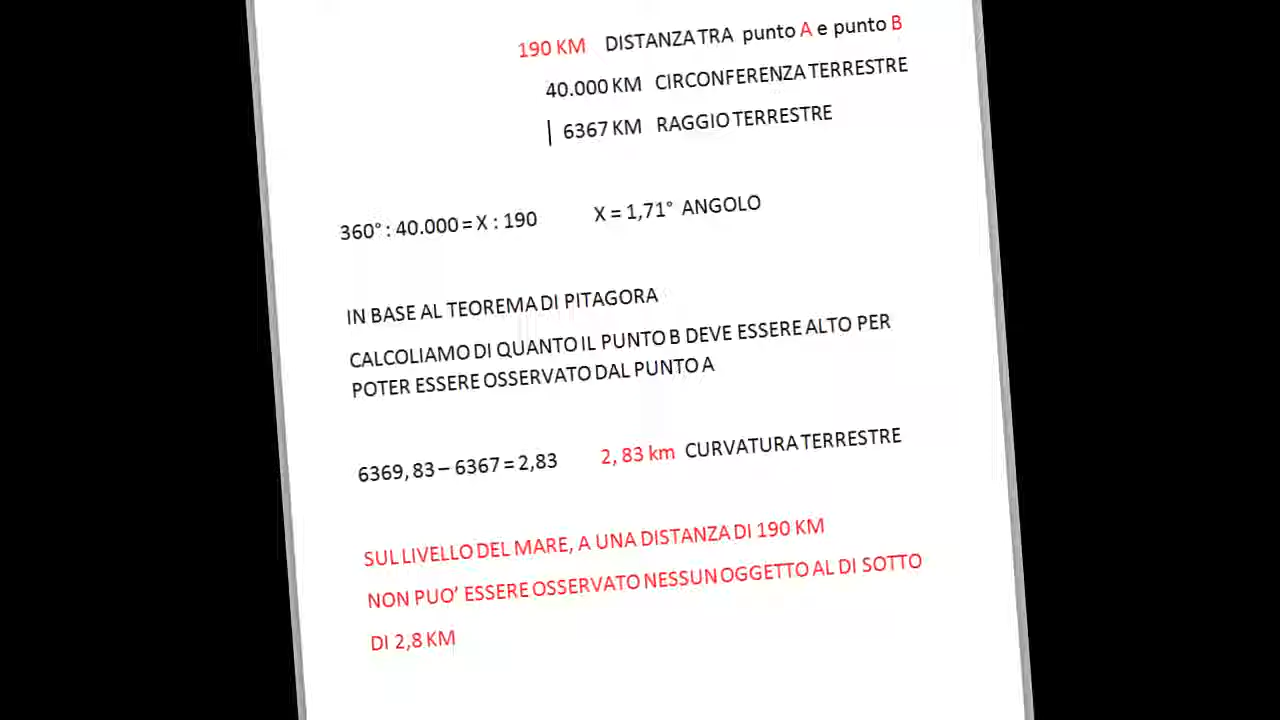 190 KM DISTANZA TRA punto A e punto B
40.000 KM CIRCONFERENZA TERRESTRE
6367 KM RAGGIO TERRESTRE
360° : 40.000 = X : 190 X = 1,71° ANGOLO
IN BASE AL TEOREMA DI PITAGORA
CALCOLIAMO DI QUANTO IL PUNTO B DEVE ESSERE ALTO PER
POTER ESSERE OSSERVATO DAL PUNTO A
6369, 83 – 6367 = 2,83 2, 83 km CURVATURA TERRESTRE
SUL LIVELLO DEL MARE, A UNA DISTANZA DI 190 KM
NON PUO’ ESSERE OSSERVATO NESSUN OGGETTO AL DI SOTTO
DI 2,8 KM